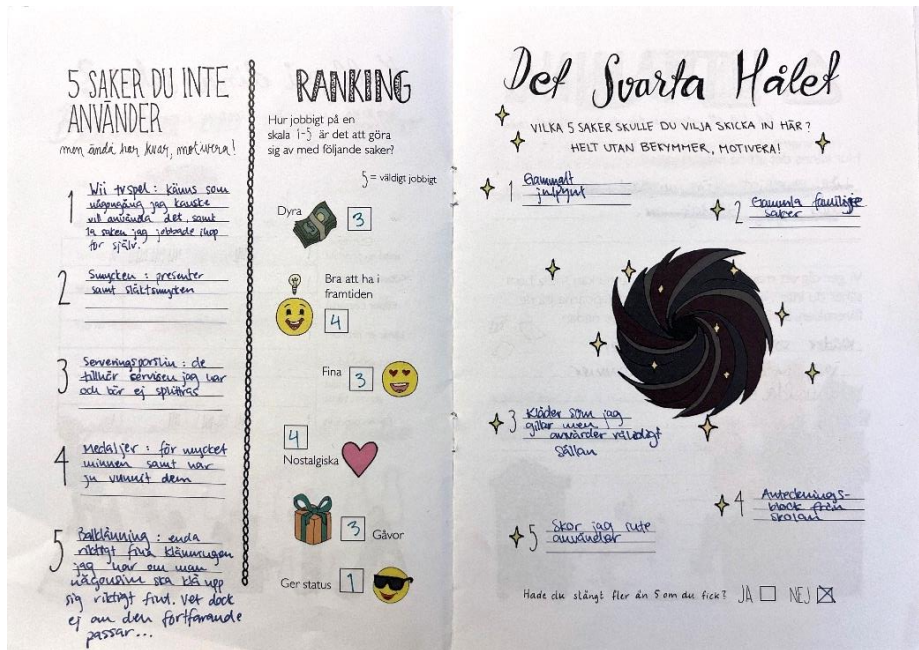 5 SAKER DU INTE
ANVÄNDER
men ändå har kvar, motivera!
1 Wii tv spel: känns som
någongång jag kanske
vill använda det, samt
1a saken jag jobbade ihop
för själv.
2 Smycken : presenter
samt släktsmycken
3 Serveringsporslin : de
tillhör servisen jag har
och bör ej splittras
4 Medaljer : för mycket
minnen samt har
ju vunnit dem
5 Balklänning : enda
riktigt fina klänningen
jag har om man
någonsin ska klä upp
sig riktigt fint. Vet dock
ej om den fortfarande
passar...
RANKING
Hur jobbigt på en
skala 1-5 är det att göra
sig av med följande saker?
5 = väldigt jobbigt
Dyra 3
Bra att ha i
framtiden
4
Fina 3
4
Nostalgiska
3 Gåvor
Ger status 1
Det Svarta Hålet
VILKA 5 SAKER SKULLE DU VILJA SKICKA IN HÄR?
HELT UTAN BEKYMMER, MOTIVERA!
1 Gammalt
julpynt
2 Gamla familjge
saker
3 Kläder som jag
gillar men jag
använder väldigt
sällan
4 Antecknings-
block från
skolan
5 Skor jag inte
använder
Hade du slängt fler än 5 om du fick? JA NEJ